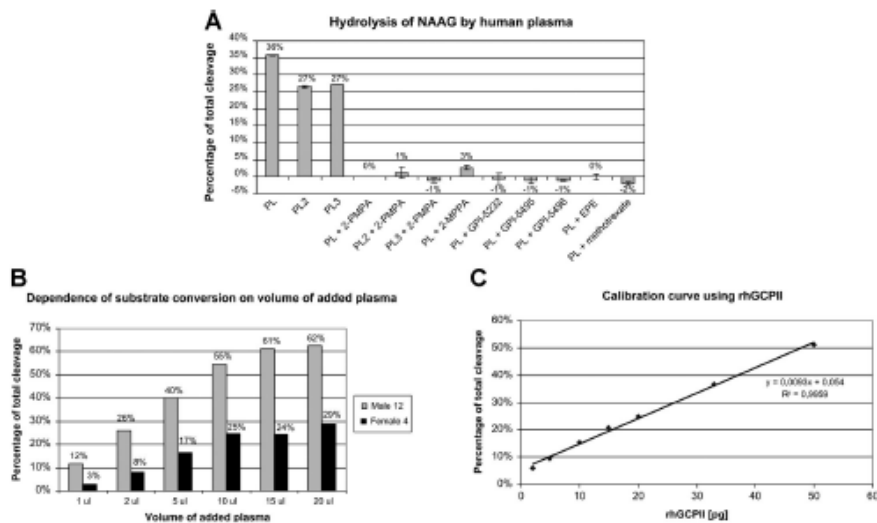 A
Hydrolysis of NAAG by human plasma
Percentage of total cleavage
40%
35%
30%
25%
20%
15%
10%
5%
0%
-5%
36%
27%
27%
0%
1%
-1%
3%
-1%
-1%
-1%
0%
-2%
PL
PL2
PL3
PL + 2-PMPA
PL2 + 2-PMPA
PL3 + 2-PMPA
PL + 2-MPPA
PL + GPI-5232
PL + GPI-5495
PL + GPI-5496
PL + EPE
PL + methotrexate
B
Dependence of substrate conversion on volume of added plasma
Percentage of total cleavage
70%
60%
50%
40%
30%
20%
10%
0%
12%
3%
26%
8%
40%
17%
55%
25%
61%
24%
62%
29%
1 ul
2 ul
5 ul
10 ul
15 ul
20 ul
Volume of added plasma
Male 12
Female 4
C
Calibration curve using rhGCPII
Percentage of total cleavage
60%
50%
40%
30%
20%
10%
0%
y = 0,0093x + 0,054
R² = 0,9959
0
10
20
30
40
50
60
rhGCPII [pg]